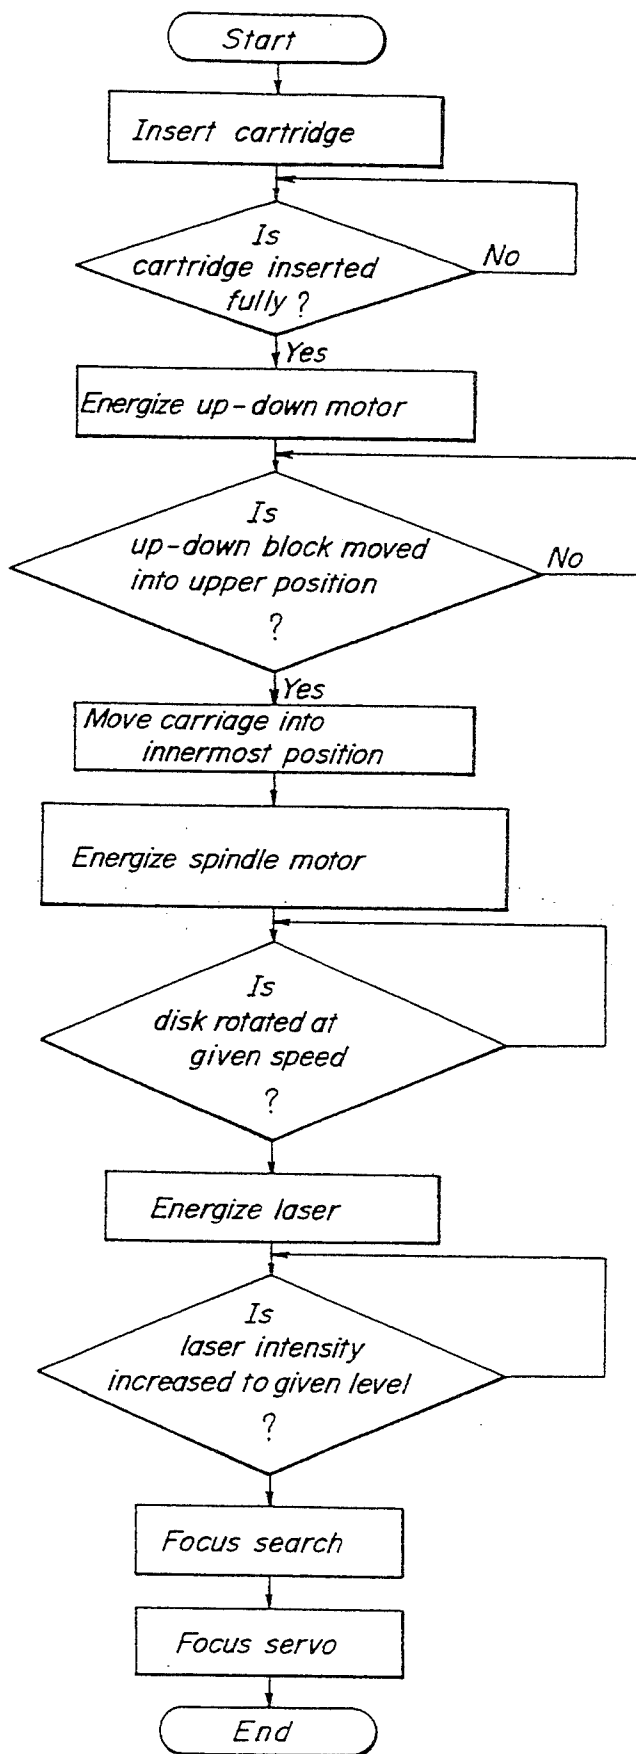 Start
Insert cartridge
Is
cartridge inserted
fully ?
No
Yes
Energize up-down motor
Is
up-down block moved
into upper position
?
No
Yes
Move carriage into
innermost position
Energize spindle motor
Is
disk rotated at
given speed
?
Energize laser
Is
laser intensity
increased to given level
?
Focus search
Focus servo
End